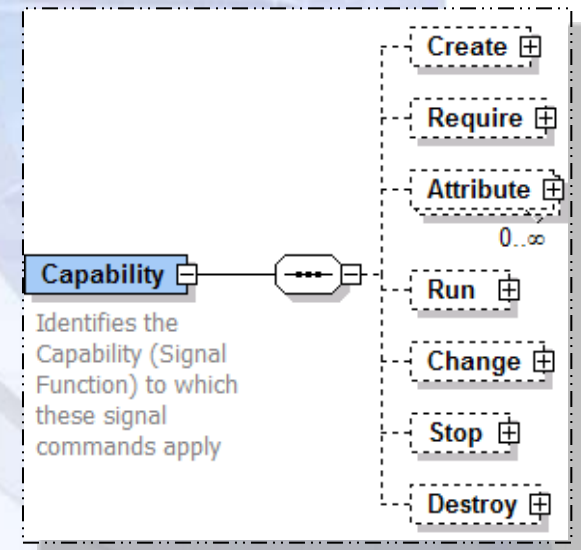 Create
Require
Attribute
0..∞
Capability
Run
Identifies the
Capability (Signal
Function) to which
these signal
commands apply
Change
Stop
Destroy